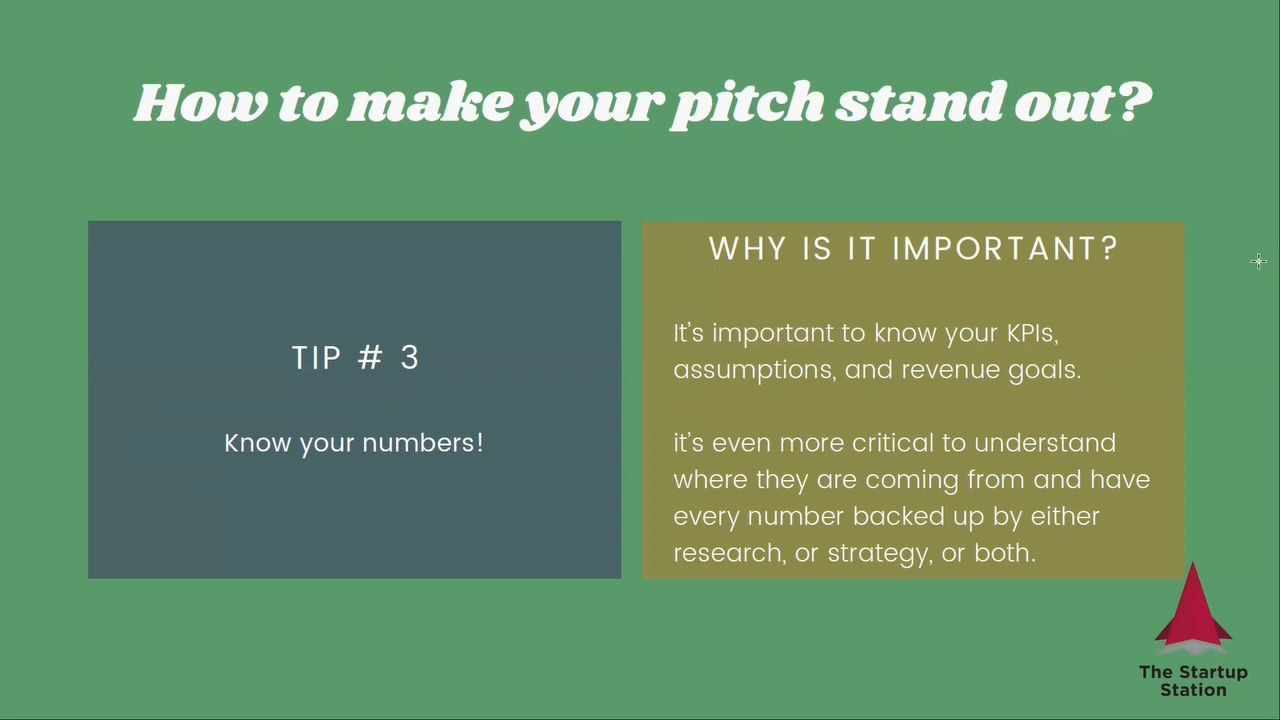 How to make your pitch stand out?
TIP # 3
Know your numbers!
WHY IS IT IMPORTANT?
It's important to know your KPIs,
assumptions, and revenue goals.
it's even more critical to understand
where they are coming from and have
every number backed up by either
research, or strategy, or both.
The Startup
Station